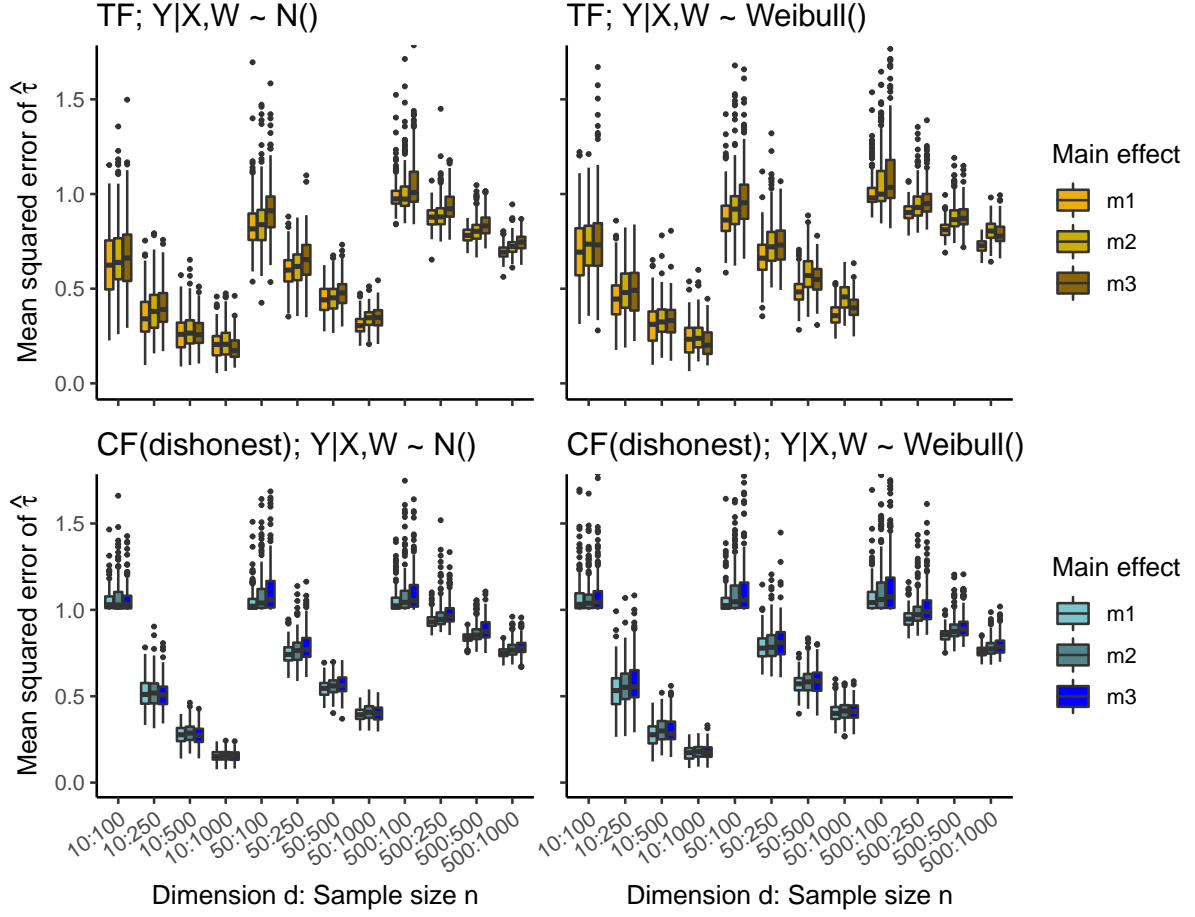 TF; Y|X,W ~ N()
TF; Y|X,W ~ Weibull()
Mean squared error of τ̂
1.5
1.0
0.5
0.0
Main effect
m1
m2
m3
CF(dishonest); Y|X,W ~ N()
CF(dishonest); Y|X,W ~ Weibull()
Mean squared error of τ̂
1.5
1.0
0.5
0.0
Main effect
m1
m2
m3
10:100
10:250
10:500
10:1000
50:100
50:250
50:500
50:1000
500:100
500:250
500:500
500:1000
10:100
10:250
10:500
10:1000
50:100
50:250
50:500
50:1000
500:100
500:250
500:500
500:1000
Dimension d: Sample size n
Dimension d: Sample size n